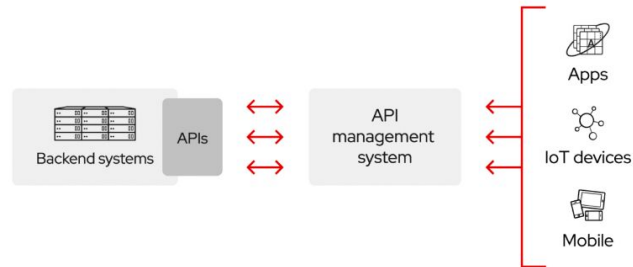 Backend systems
APIs
API
management
system
Apps
IoT devices
Mobile